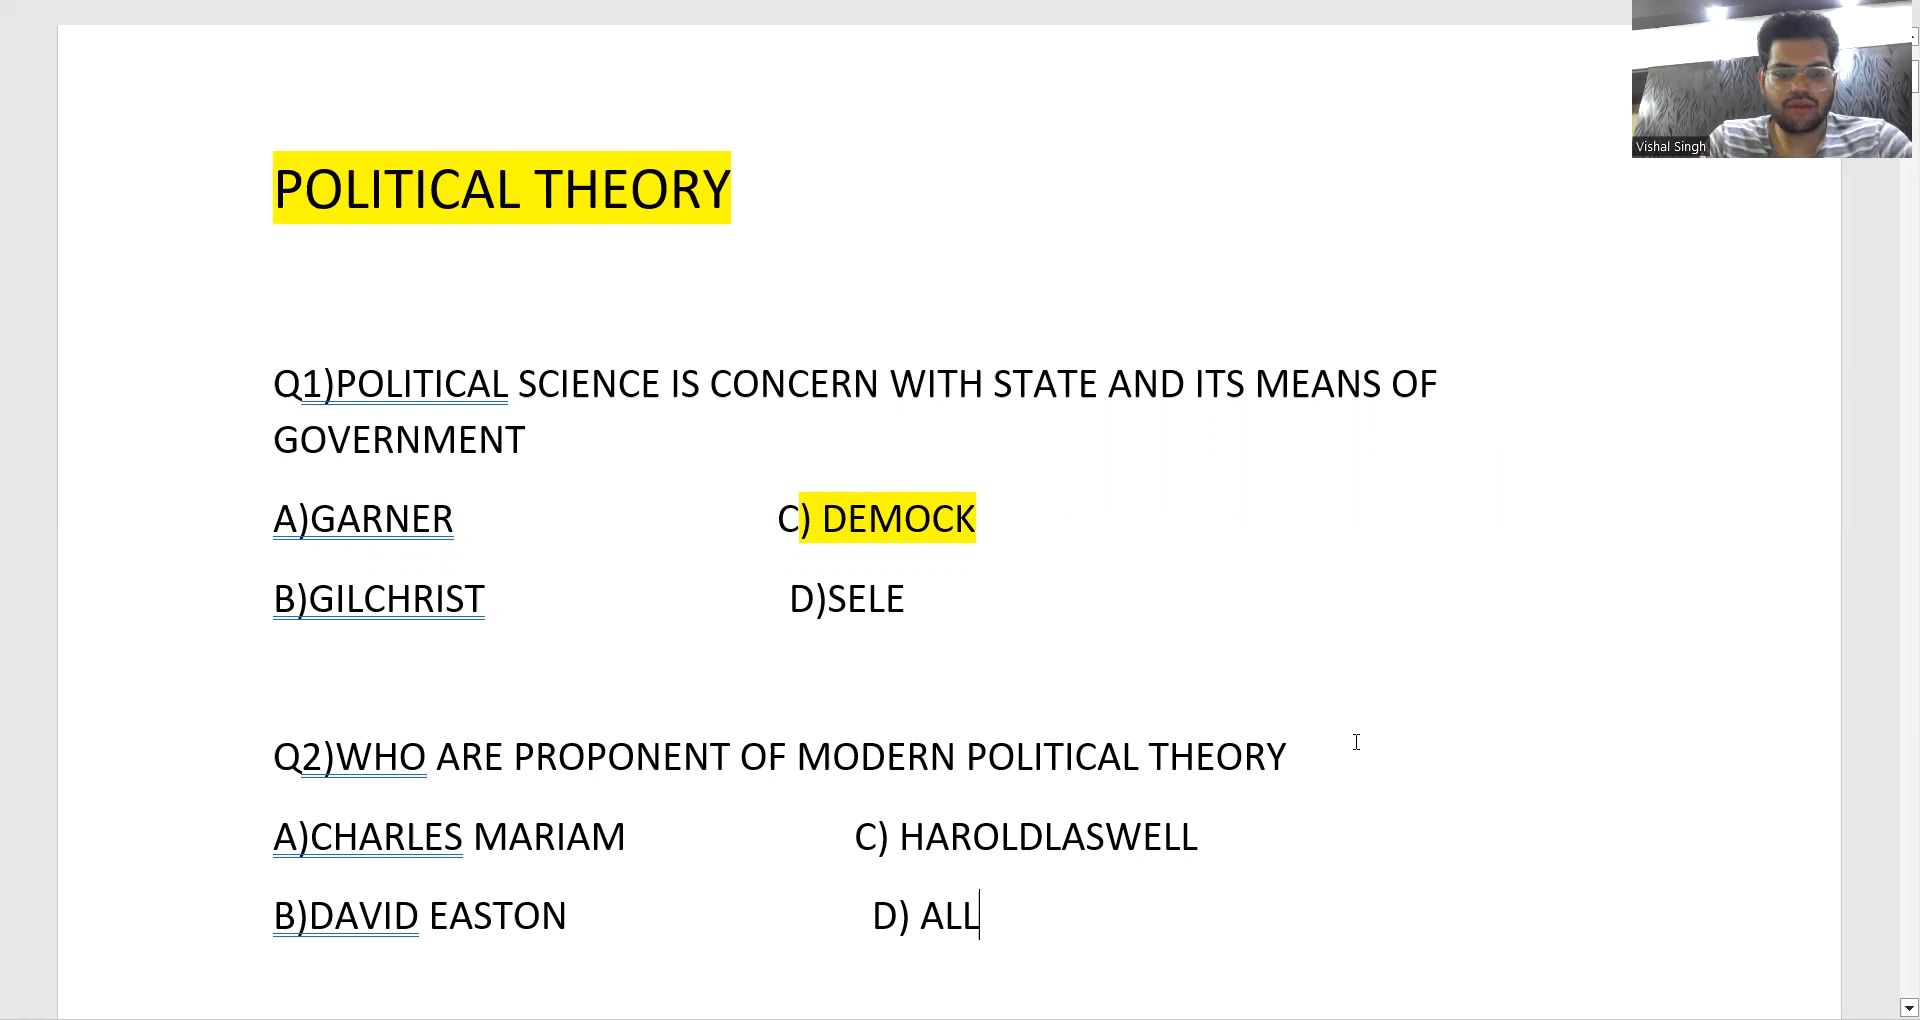 Vishal Singh
POLITICAL THEORY
Q1)POLITICAL SCIENCE IS CONCERN WITH STATE AND ITS MEANS OF
GOVERNMENT
A)GARNER C) DEMOCK
B)GILCHRIST D)SELE
Q2)WHO ARE PROPONENT OF MODERN POLITICAL THEORY
A)CHARLES MARIAM C) HAROLDLASWELL
B)DAVID EASTON D) ALL